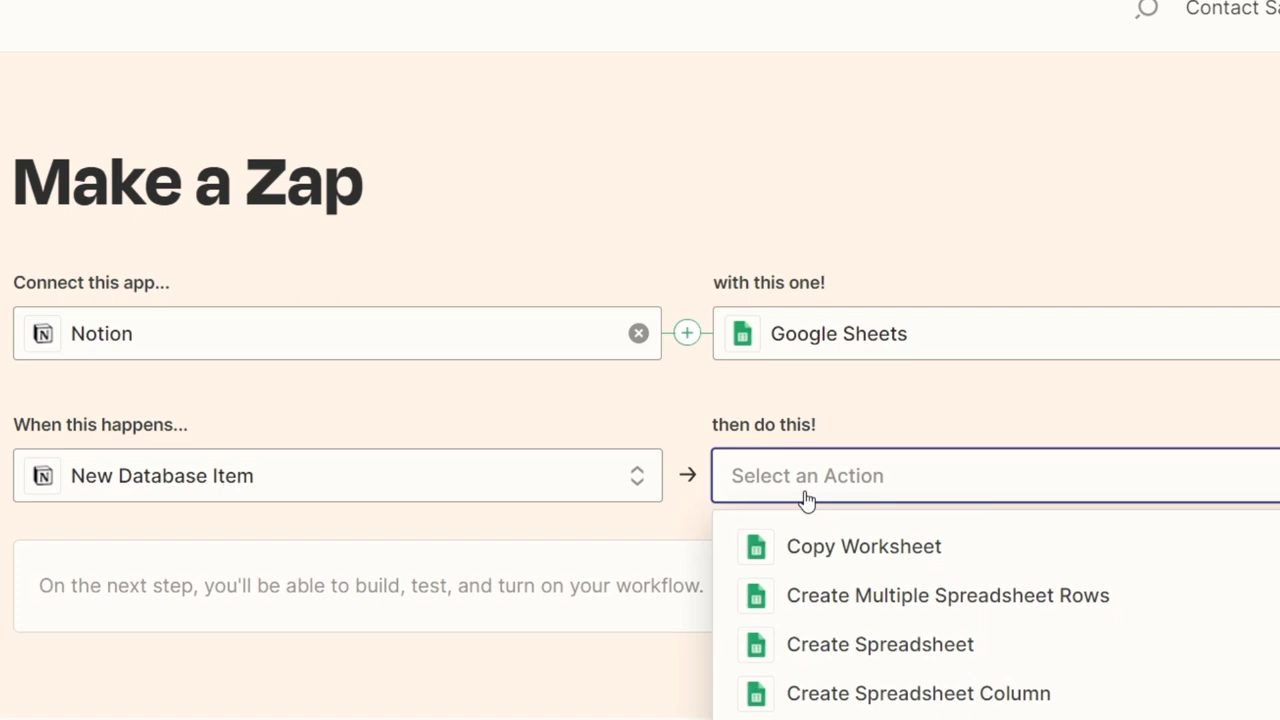 Contact
Make a Zap
Connect this app...
with this one!
Notion
Google Sheets
When this happens...
then do this!
New Database Item
Select an Action
Copy Worksheet
On the next step, you'll be able to build, test, and turn on your workflow.
Create Multiple Spreadsheet Rows
Create Spreadsheet
Create Spreadsheet Column